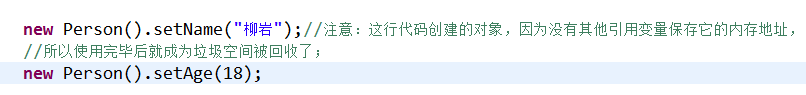 new Person().setName("柳岩");//注意：这行代码创建的对象，因为没有其他引用变量保存它的内存地址，
//所以使用完毕后就成为垃圾空间被回收了；
new Person().setAge(18);